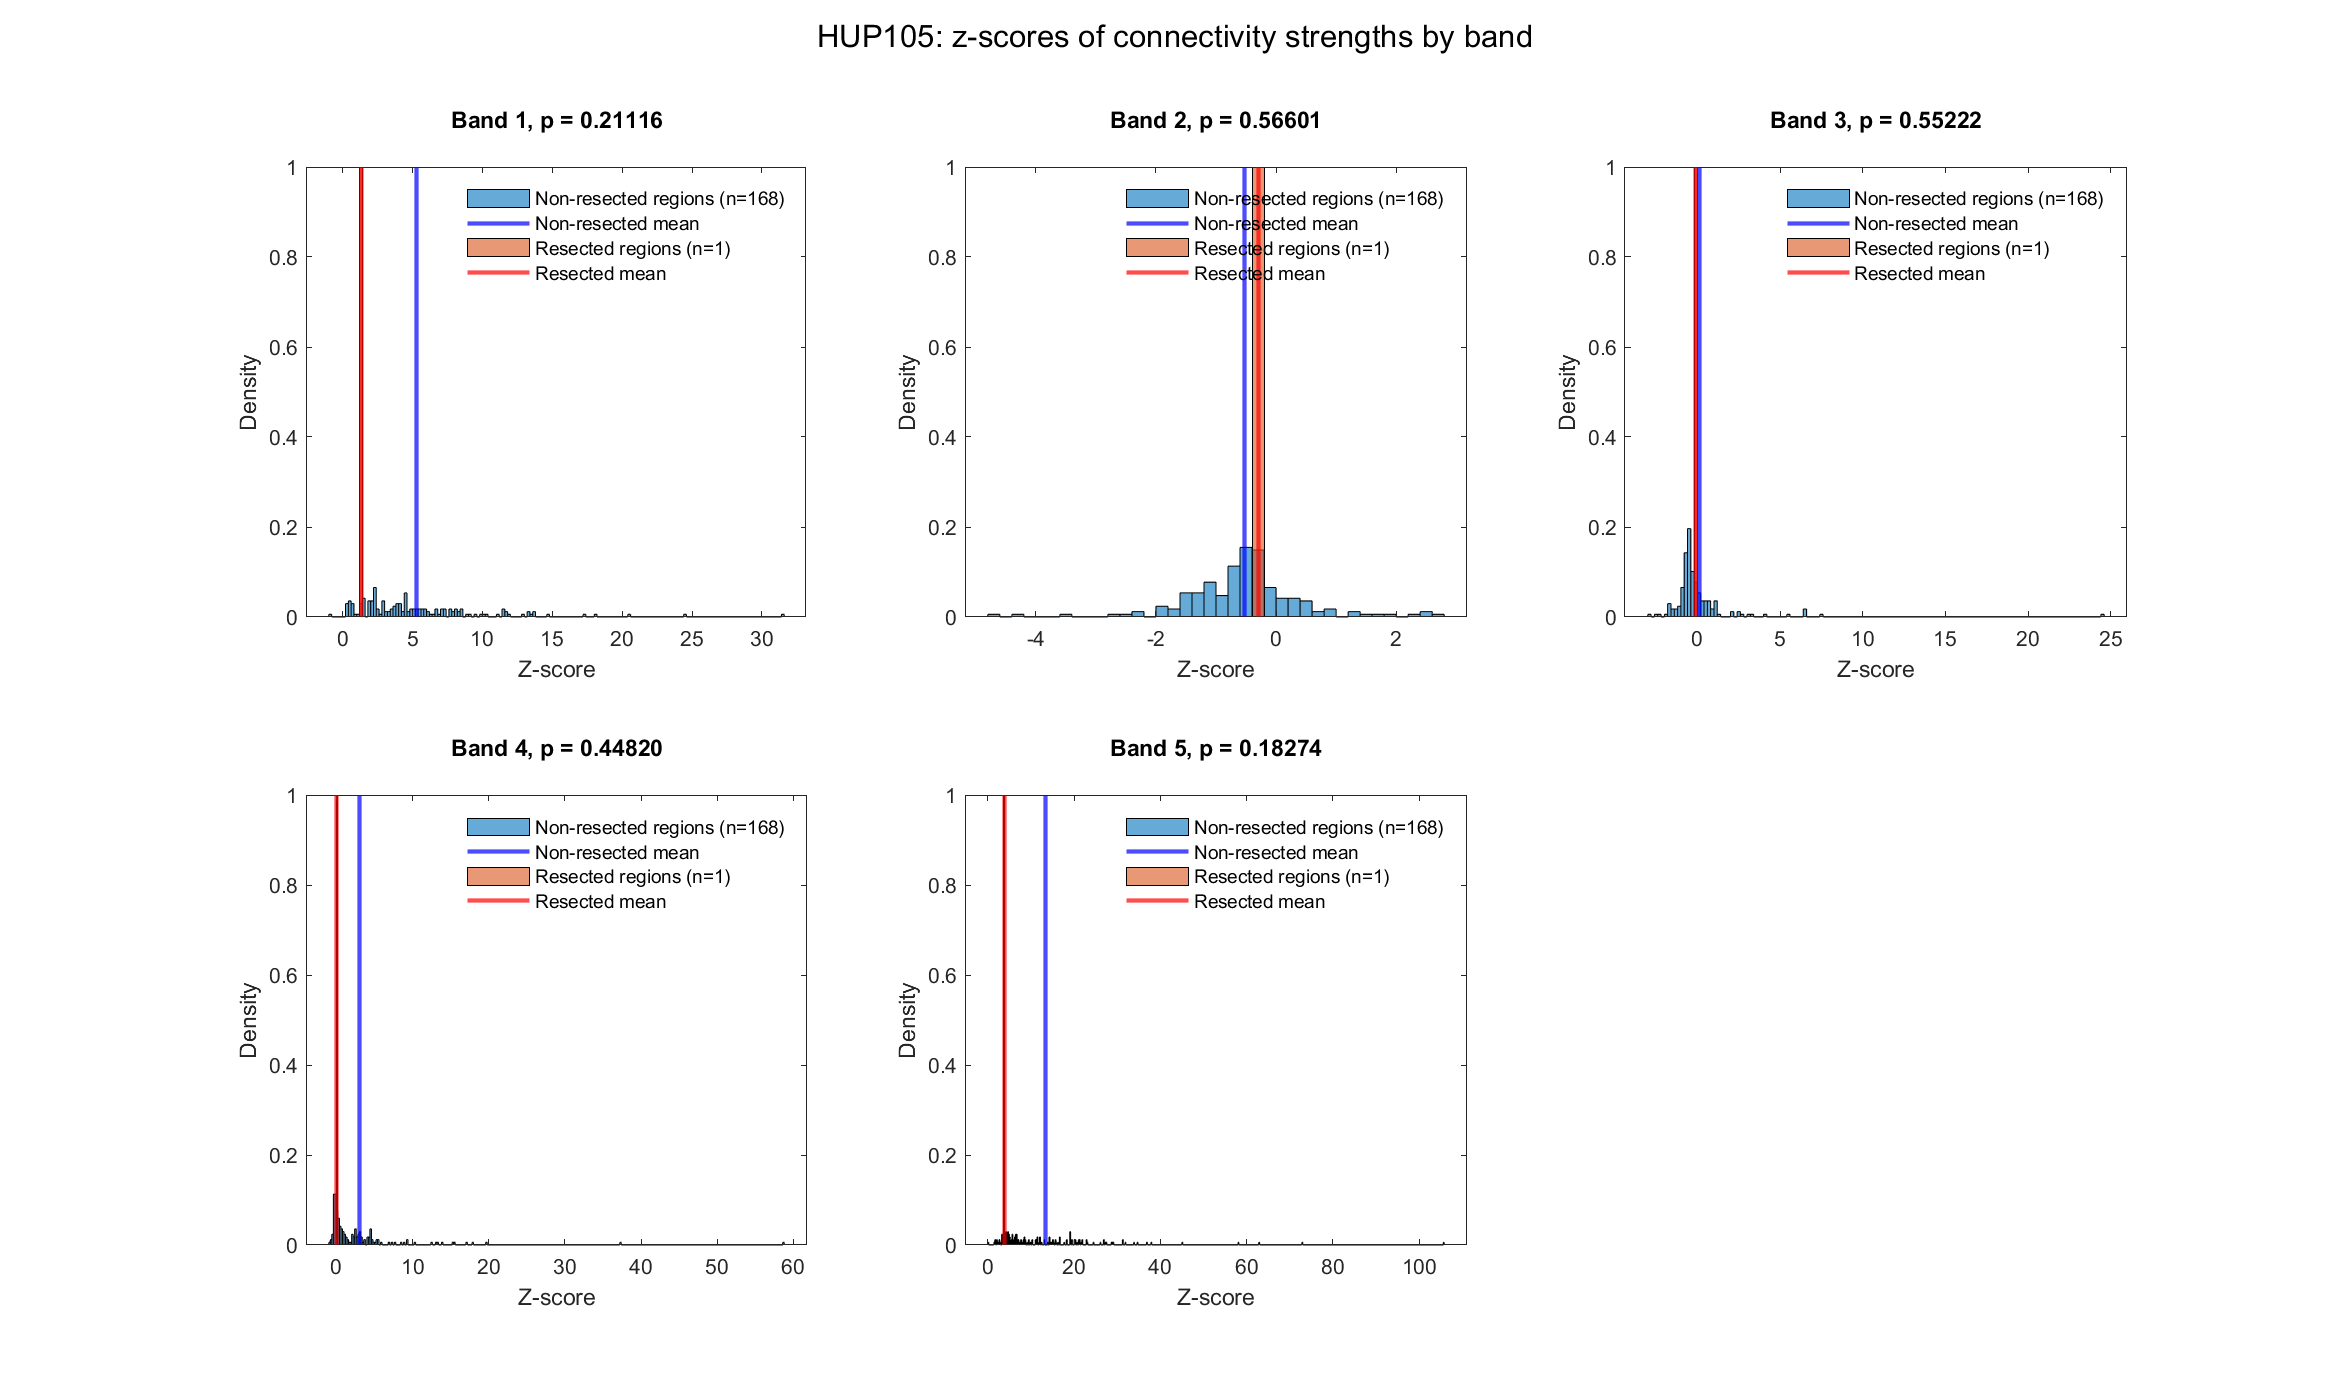 HUP105: z-scores of connectivity strengths by band
Band 1, p = 0.21116
1
0.8
0.6
0.4
0.2
0
Density
Non-resected regions (n=168)
Non-resected mean
Resected regions (n=1)
Resected mean
0 5 10 15 20 25 30
Z-score
Band 2, p = 0.56601
1
0.8
0.6
0.4
0.2
0
Density
Non-resected regions (n=168)
Non-resected mean
Resected regions (n=1)
Resected mean
-4 -2 0 2
Z-score
Band 3, p = 0.55222
1
0.8
0.6
0.4
0.2
0
Density
Non-resected regions (n=168)
Non-resected mean
Resected regions (n=1)
Resected mean
0 5 10 15 20 25
Z-score
Band 4, p = 0.44820
1
0.8
0.6
0.4
0.2
0
Density
Non-resected regions (n=168)
Non-resected mean
Resected regions (n=1)
Resected mean
0 10 20 30 40 50 60
Z-score
Band 5, p = 0.18274
1
0.8
0.6
0.4
0.2
0
Density
Non-resected regions (n=168)
Non-resected mean
Resected regions (n=1)
Resected mean
0 20 40 60 80 100
Z-score